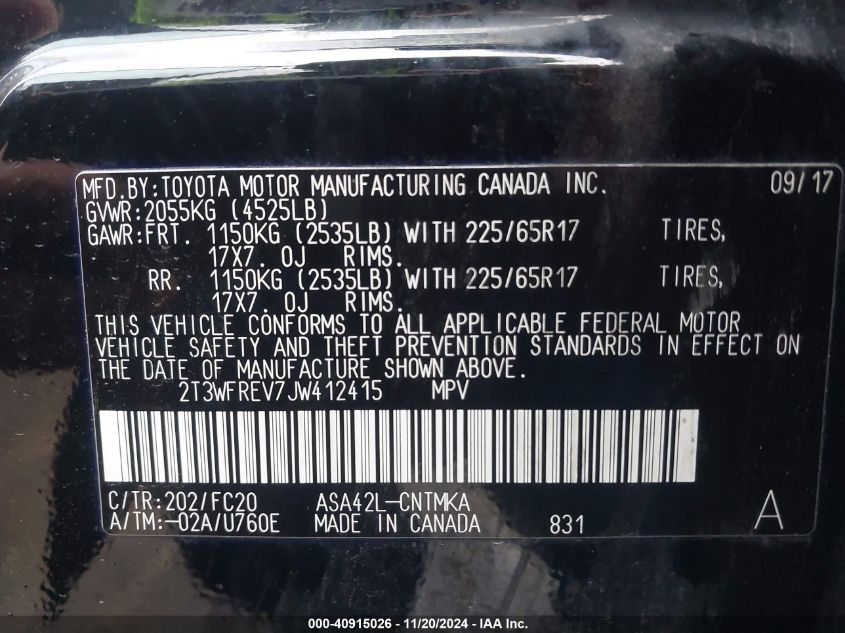 MFD.BY:TOYOTA MOTOR MANUFACTURING CANADA INC. 09/17
GVWR:2055KG (4525LB)
GAWR:FRT. 1150KG (2535LB) WITH 225/65R17 TIRES,
17X7.0J RIMS.
RR. 1150KG (2535LB) WITH 225/65R17 TIRES,
17X7.0J RIMS.
THIS VEHICLE CONFORMS TO ALL APPLICABLE FEDERAL MOTOR
VEHICLE SAFETY AND THEFT PREVENTION STANDARDS IN EFFECT ON
THE DATE OF MANUFACTURE SHOWN ABOVE.
2T3WFREV7JW412415 MPV
C/TR:202/FC20 ASA42L-CNTMKA
A/TM:-02A/U760E MADE IN CANADA 831 A
000-40915026 - 11/20/2024 - IAA Inc.